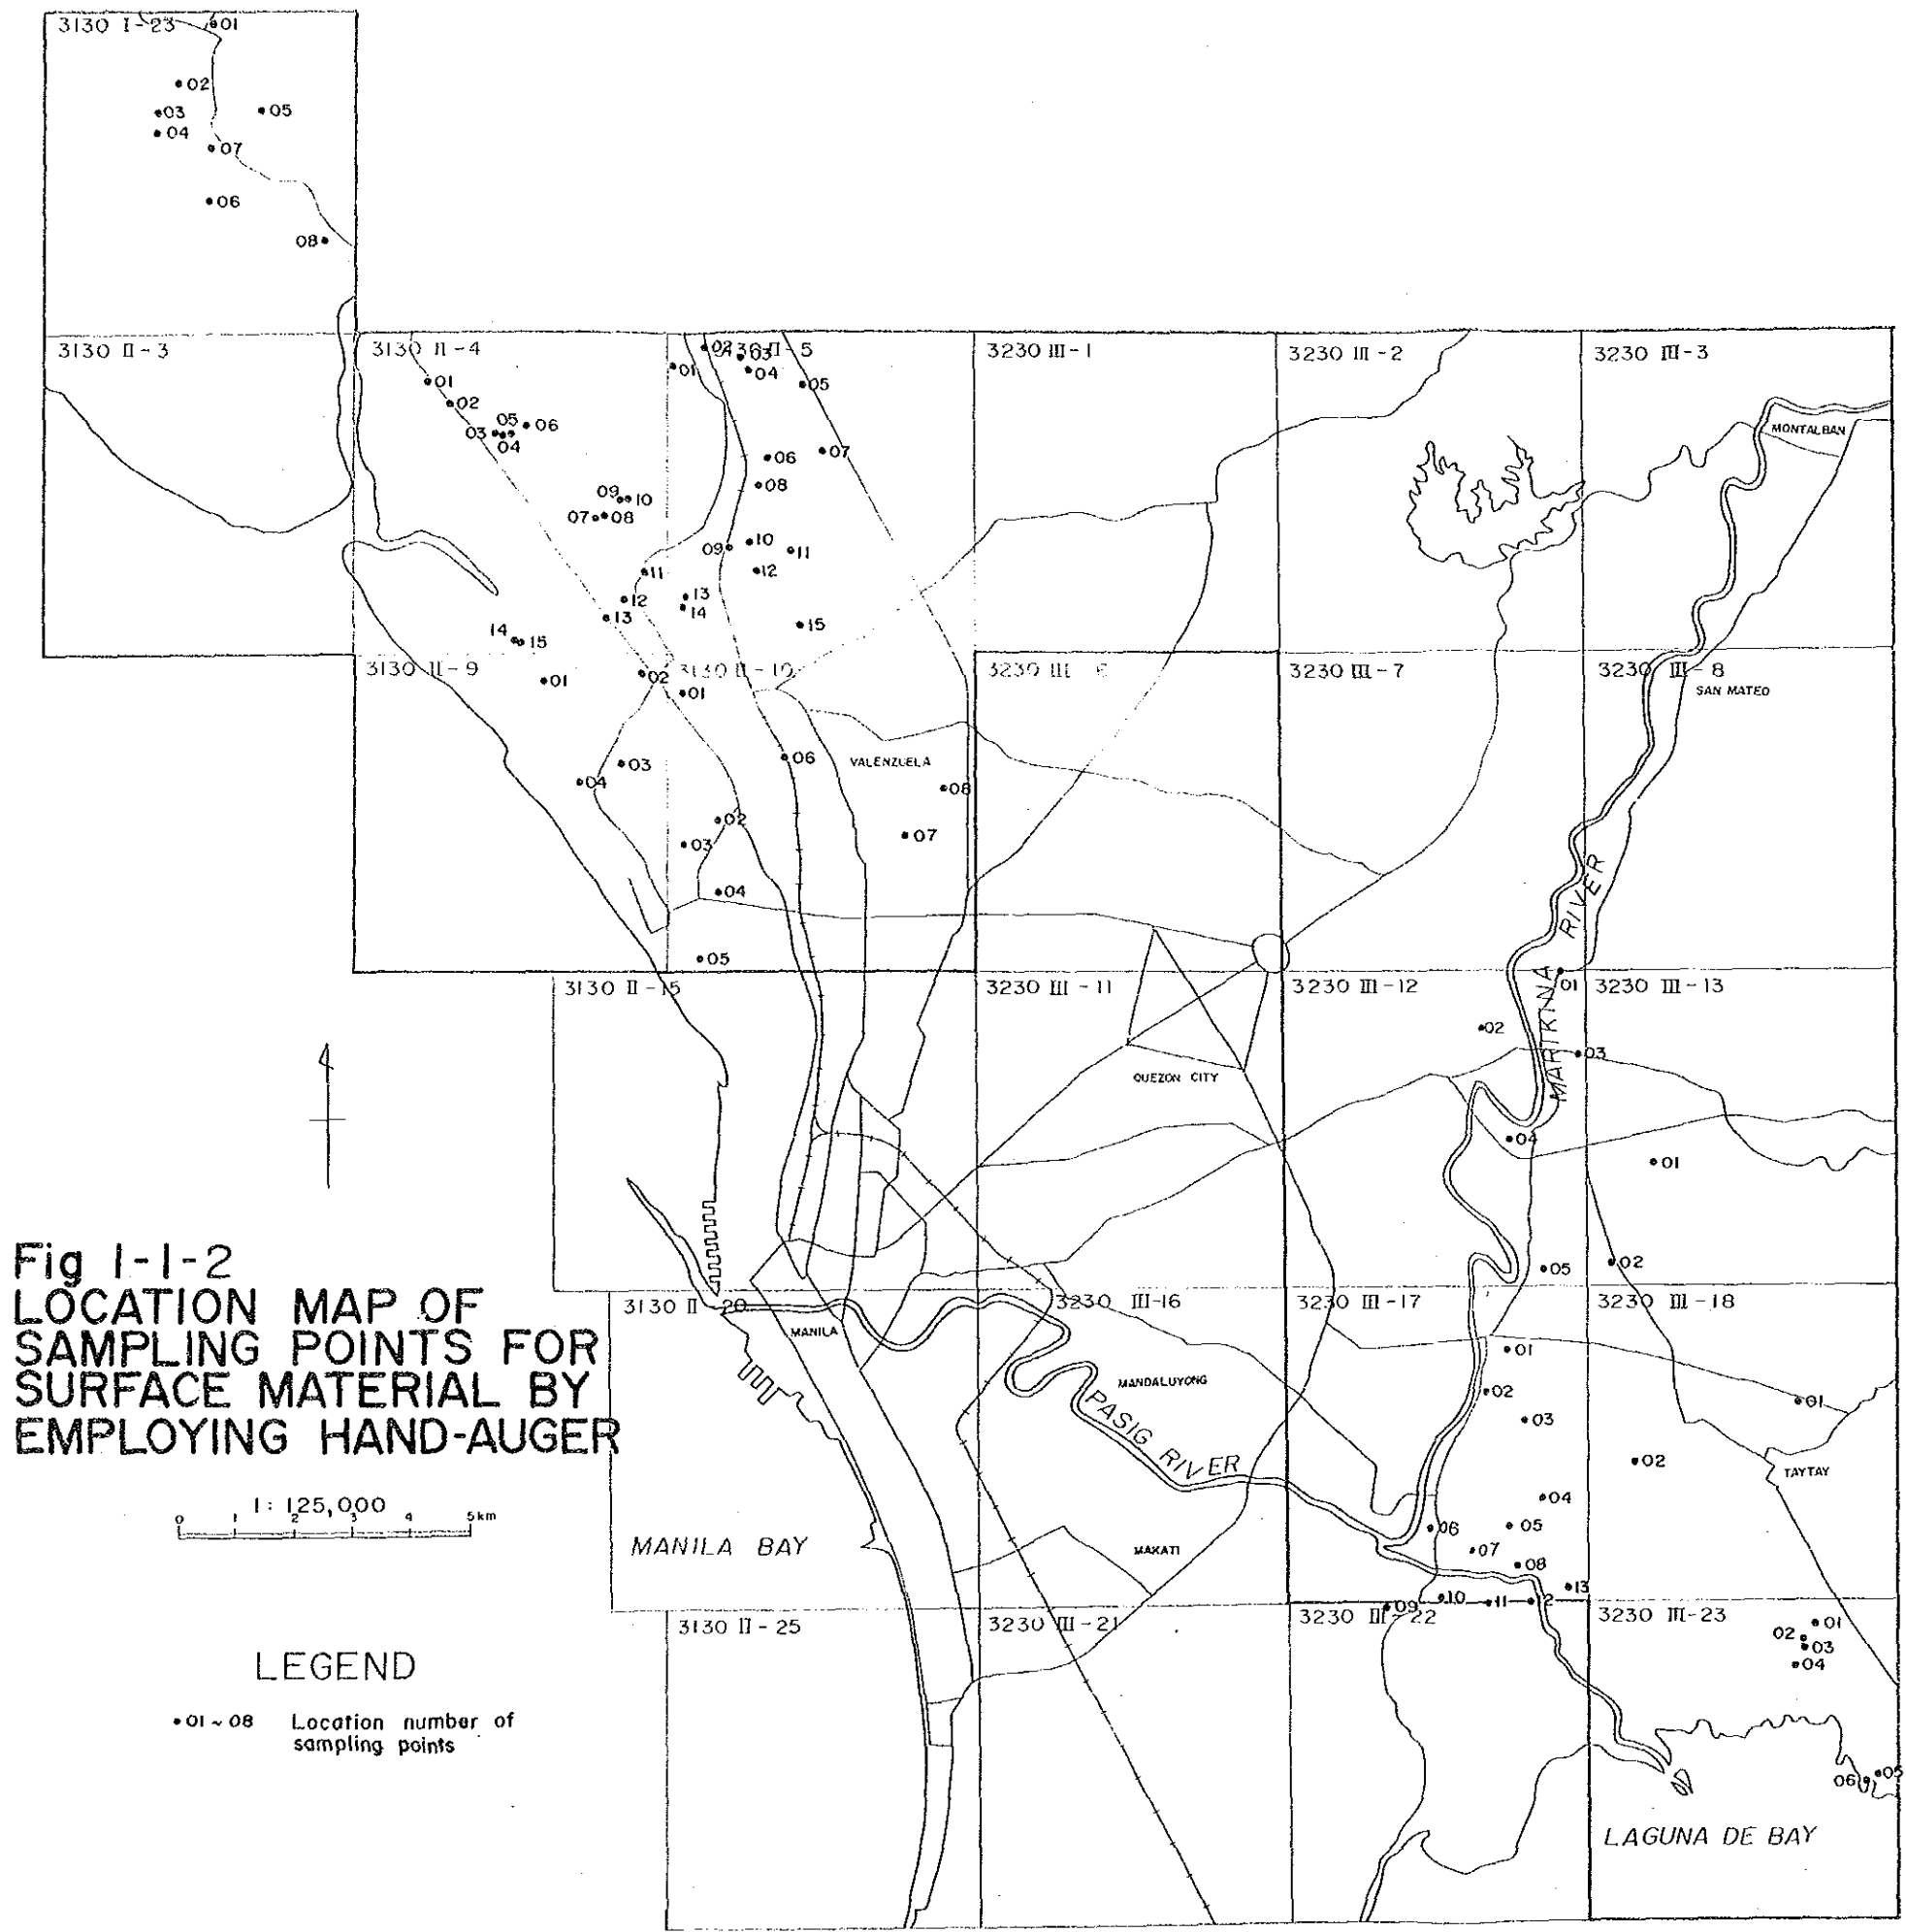 3130 I-23
01
02
03
05
04
07
06
08
3130 II-3
3130 II-4
3230 III-1
3230 III-2
3230 III-3
02
03
01
04
05
01
02
05
06
03
04
MONTALBAN
06
07
08
09
10
07
08
09
10
11
11
12
12
13
14
13
15
14
15
3130 II-9
3130 II-10
3230 III-7
3230 III-8
01
02
01
SAN MATEO
06
VALENZUELA
03
04
08
02
07
03
04
RIVER
05
3130 II-15
3230 III-11
3230 III-12
01
3230 III-13
02
03
MARIKINA
QUEZON CITY
04
01
02
05
3130 II-20
3230 III-16
3230 III-17
3230 III-18
MANILA
01
MANDALUYONG
02
01
03
PASIG RIVER
02
TAYTAY
04
05
06
MAKATI
07
08
13
10
09
11
12
3130 II-25
3230 III-21
3230 III-22
3230 III-23
01
02
03
04
05
06
MANILA BAY
LAGUNA DE BAY
Fig 1-1-2
LOCATION MAP OF
SAMPLING POINTS FOR
SURFACE MATERIAL BY
EMPLOYING HAND-AUGER
1: 125,000
0 1 2 3 4 5km
LEGEND
•01~08 Location number of
sampling points